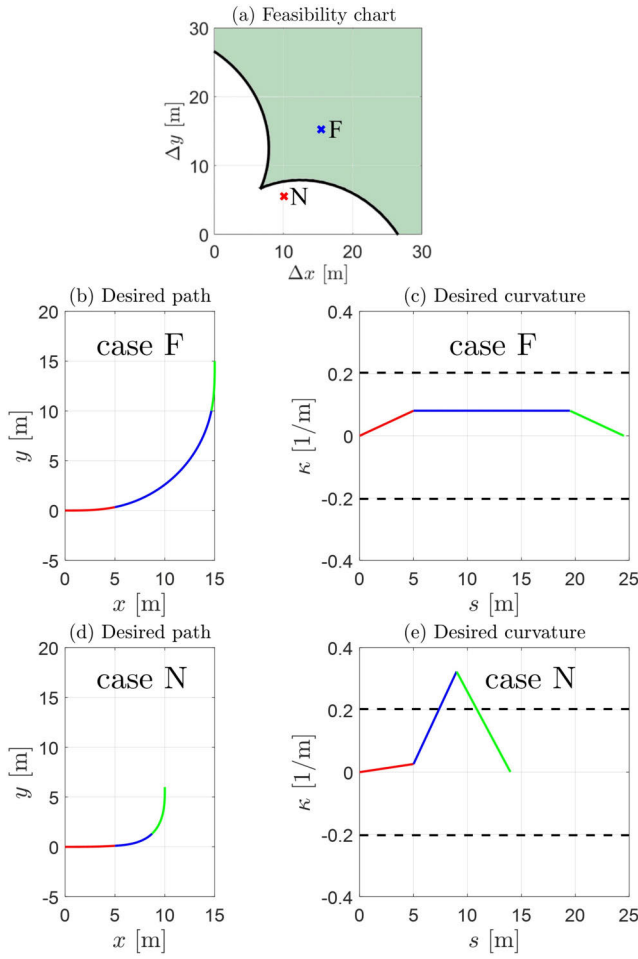 (a) Feasibility chart
30
20
10
0
Δy [m]
F
N
0 10 20 30
Δx [m]
(b) Desired path
(c) Desired curvature
20
15
10
5
0
-5
y [m]
case F
0 5 10 15
x [m]
0.4
0.2
0
-0.2
-0.4
κ [1/m]
case F
0 5 10 15 20 25
s [m]
(d) Desired path
(e) Desired curvature
20
15
10
5
0
-5
y [m]
case N
0 5 10 15
x [m]
0.4
0.2
0
-0.2
-0.4
κ [1/m]
case N
0 5 10 15 20 25
s [m]